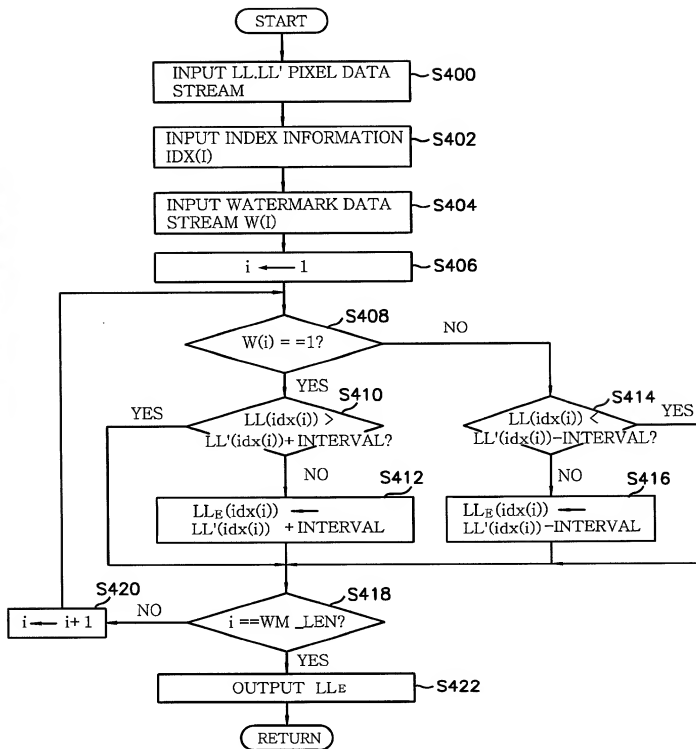 START
INPUT LL.LL' PIXEL DATA
STREAM
S400
INPUT INDEX INFORMATION
IDX(I)
S402
INPUT WATERMARK DATA
STREAM W(I)
S404
i ← 1
S406
W(i) = =1?
S408
NO
YES
LL(idx(i)) >
LL'(idx(i))+INTERVAL?
S410
YES
NO
LL(idx(i)) <
LL'(idx(i))-INTERVAL?
S414
YES
NO
LLE(idx(i)) ←
LL'(idx(i)) +INTERVAL
S412
LLE(idx(i)) ←
LL'(idx(i))-INTERVAL
S416
i ==WM _LEN?
S418
NO
S420
i ← i+1
YES
OUTPUT LLE
S422
RETURN